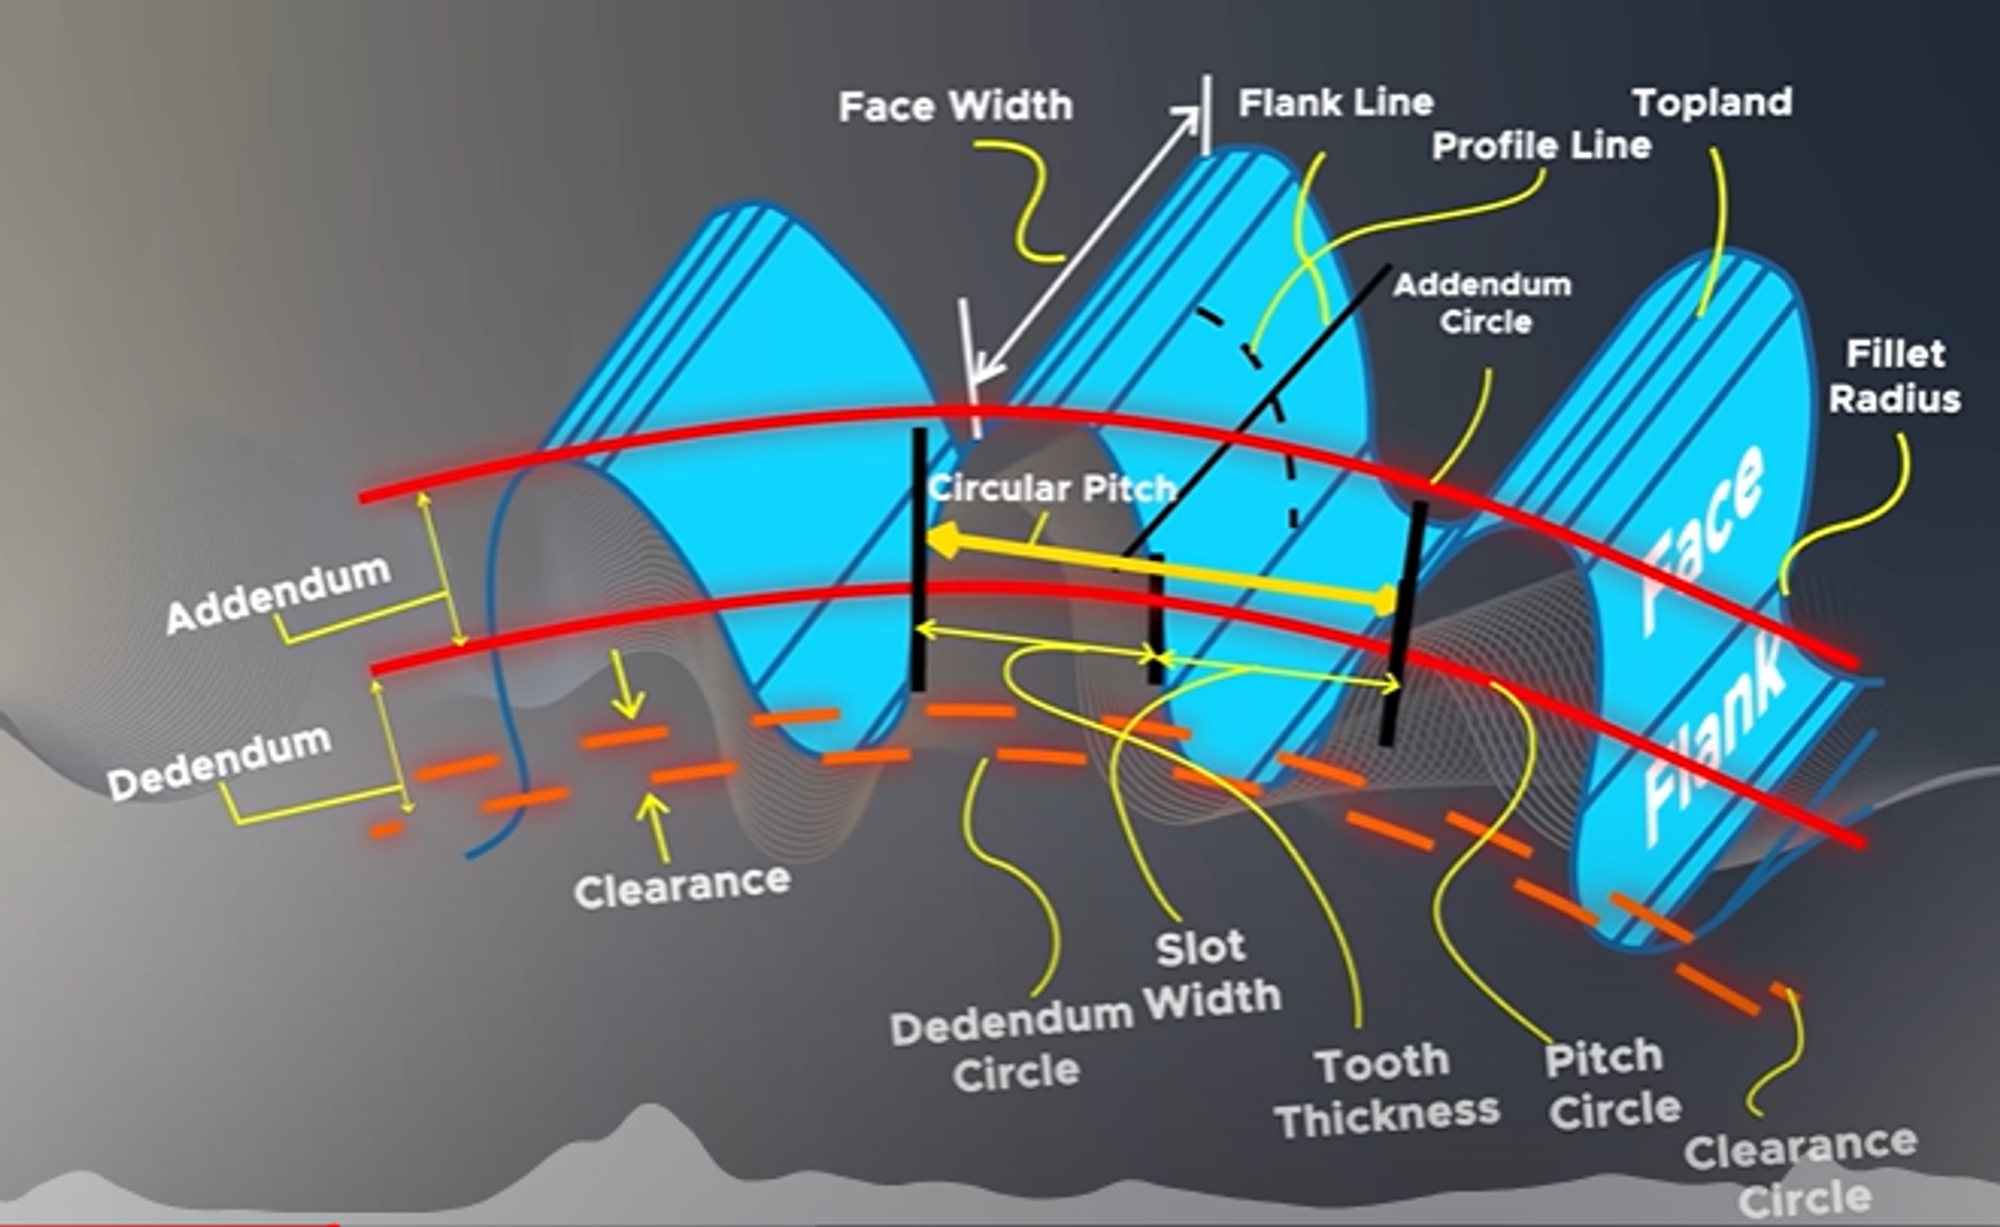 Face Width
Flank Line
Topland
Profile Line
Addendum
Circle
Fillet
Radius
Face
Circular Pitch
Addendum
Flank
Dedendum
Clearance
Slot
Width
Dedendum
Circle
Tooth
Thickness
Pitch
Circle
Clearance
Circle